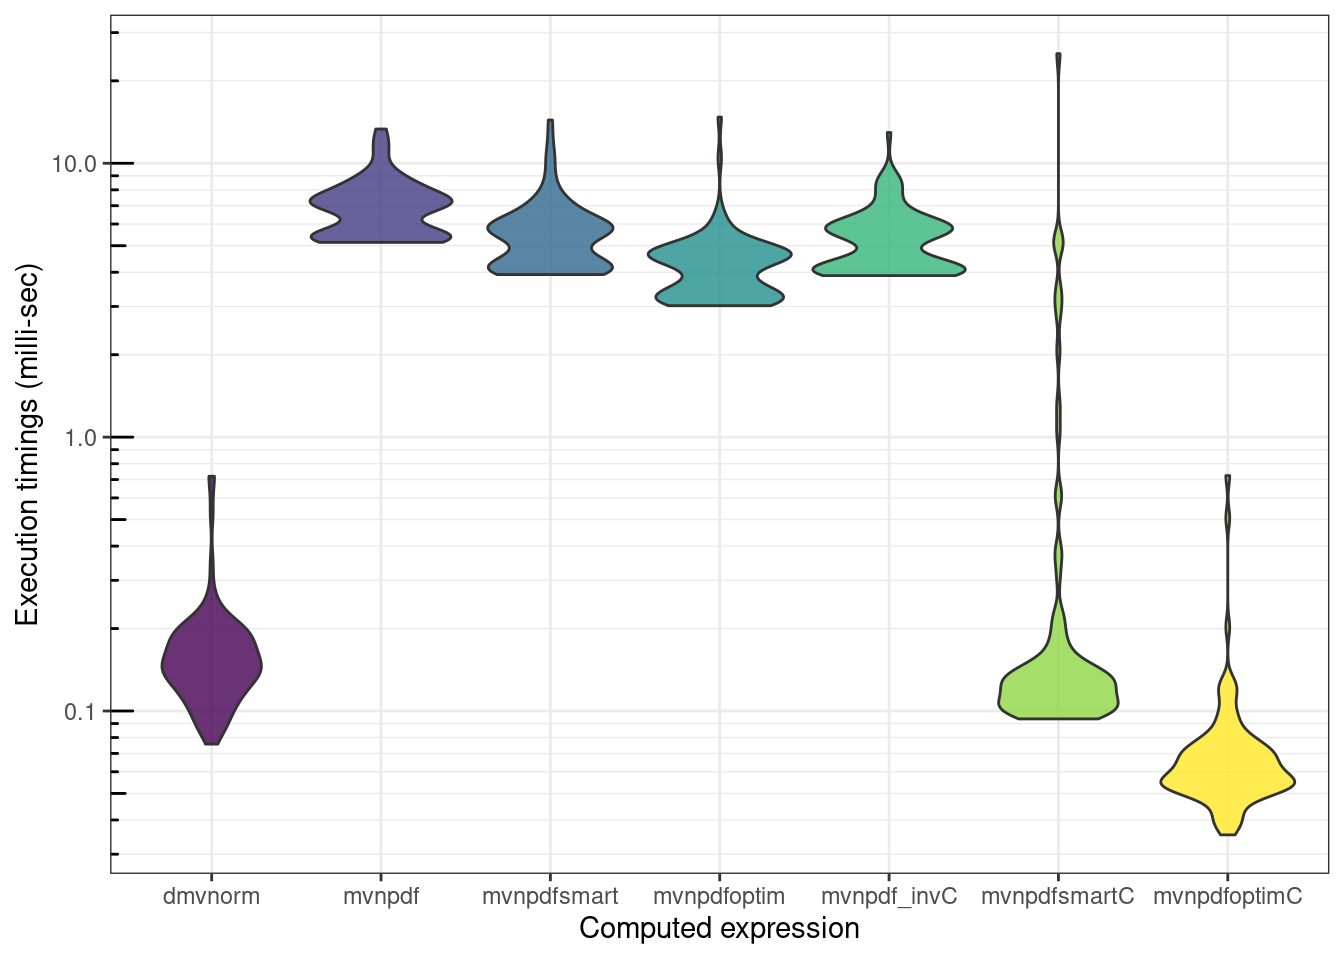 Execution timings (milli-sec)
10.0
1.0
0.1
dmvnorm mvnpdf mvnpdfsmart mvnpdfoptim mvnpdf_invC mvnpdfsmartC mvnpdfoptimC
Computed expression